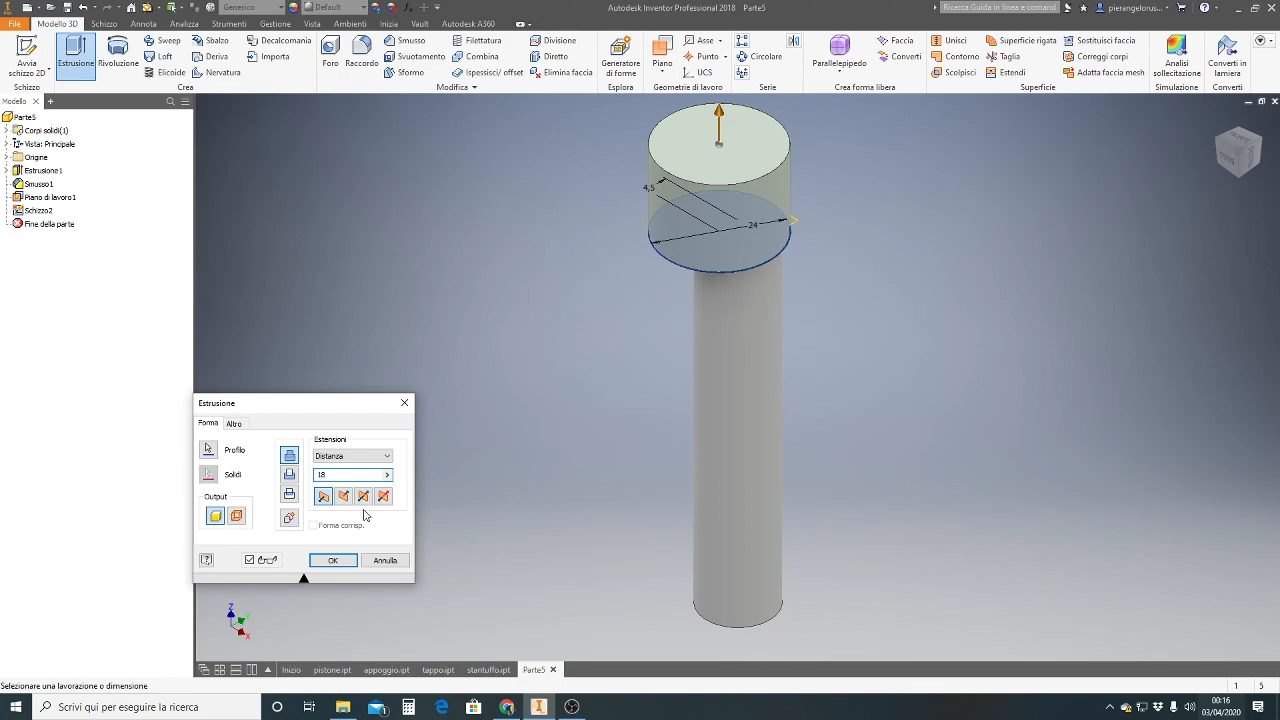 Generico
Default
Autodesk Inventor Professional 2018 Parte5
Ricerca Guida in linea e comand
pierangelorus...
File
Modello 3D
Schizzo
Annota
Analizza
Strumenti
Gestione
Vista
Ambienti
Inizia
Vault
Autodesk A360
Avvia
schizzo 2D
Estrusione
Rivoluzione
Sweep
Loft
Elicoide
Sbalzo
Deriva
Nervatura
Decalcomania
Importa
Foro
Raccordo
Smusso
Svuotamento
Sformo
Filettatura
Combina
Ispessisci/ offset
Divisione
Diretto
Elimina faccia
Generatore
di forme
Piano
Asse
Punto
UCS
Circolare
Parallelepipedo
Faccia
Converti
Unisci
Contorno
Scolpisci
Superficie rigata
Taglia
Estendi
Sostituisci faccia
Correggi corpi
Adatta faccia mesh
Analisi
sollecitazione
Converti in
lamiera
Schizzo
Crea
Modifica
Esplora
Geometrie di lavoro
Serie
Crea forma libera
Superficie
Simulazione
Converti
Modello
Parte5
Corpi solidi(1)
Vista: Principale
Origine
Estrusione1
Smusso1
Piano di lavoro1
Schizzo2
Fine della parte
4,5
24
Estrusione
Forma
Altro
Profilo
Solidi
Output
Estensioni
Distanza
18
Forma corrisp.
OK
Annulla
Z
Y
X
Inizio
pistone.ipt
appoggio.ipt
tappo.ipt
stantuffo.ipt
Parte5
Selezionare una lavorazione o dimensione
1
5
Scrivi qui per eseguire la ricerca
00:16
03/04/2020